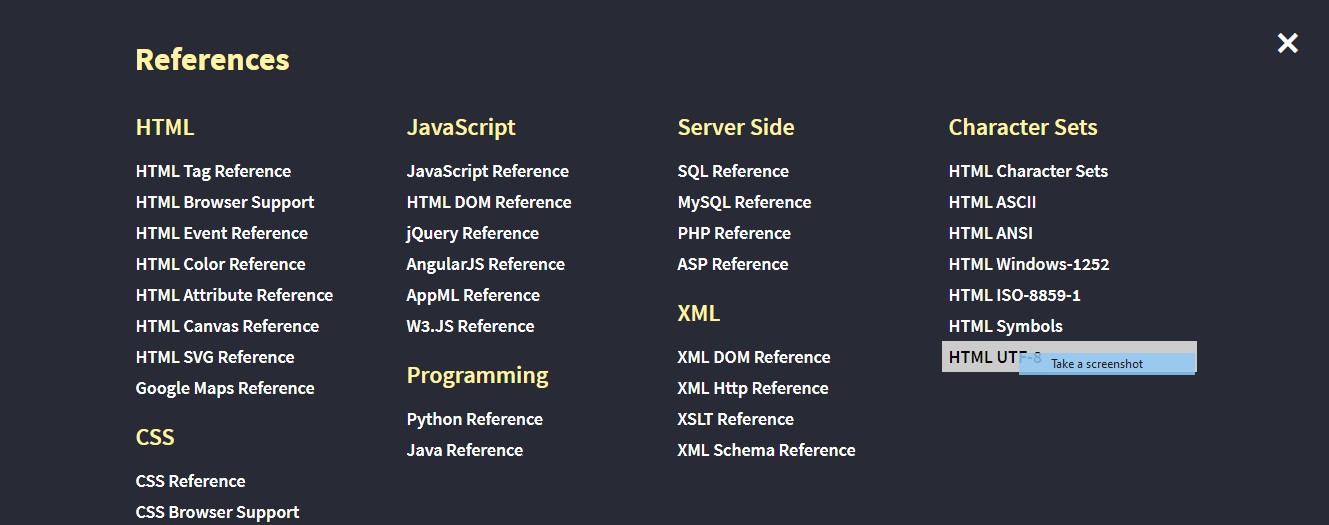 References
HTML
HTML Tag Reference
HTML Browser Support
HTML Event Reference
HTML Color Reference
HTML Attribute Reference
HTML Canvas Reference
HTML SVG Reference
Google Maps Reference
CSS
CSS Reference
CSS Browser Support
JavaScript
JavaScript Reference
HTML DOM Reference
jQuery Reference
AngularJS Reference
AppML Reference
W3.JS Reference
Programming
Python Reference
Java Reference
Server Side
SQL Reference
MySQL Reference
PHP Reference
ASP Reference
XML
XML DOM Reference
XML Http Reference
XSLT Reference
XML Schema Reference
Character Sets
HTML Character Sets
HTML ASCII
HTML ANSI
HTML Windows-1252
HTML ISO-8859-1
HTML Symbols
HTML UTF-8
Take a screenshot